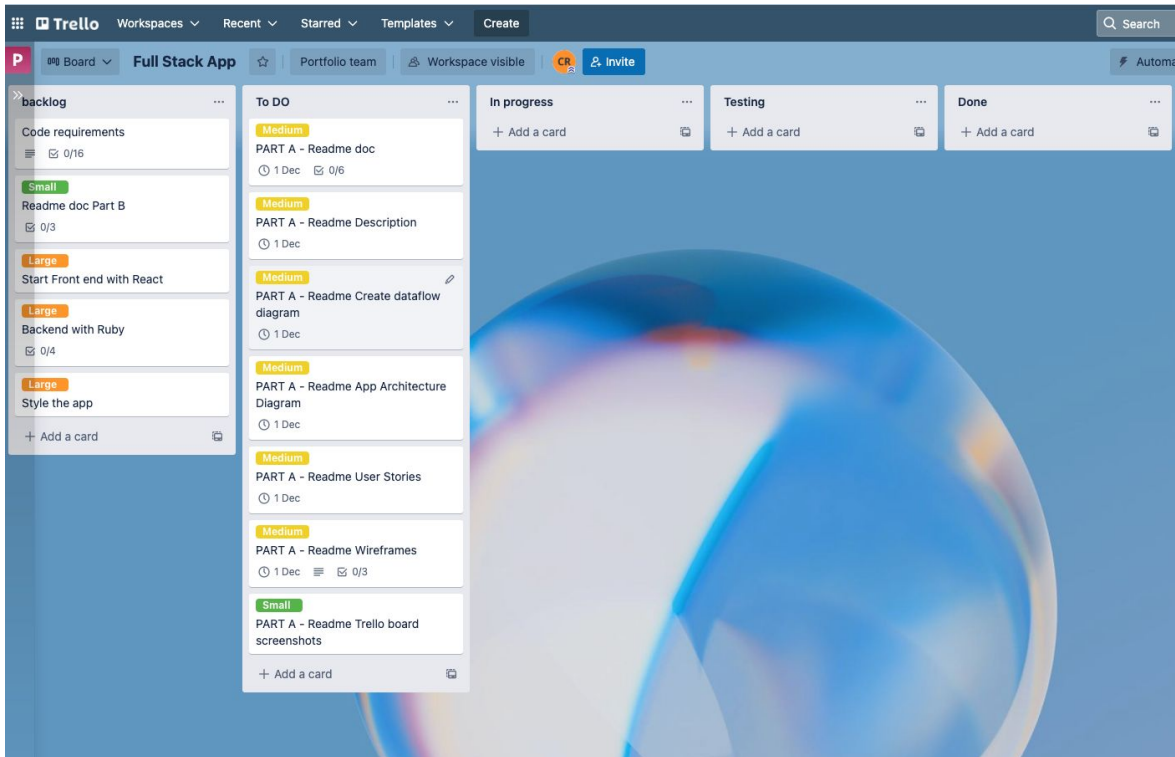 Trello Workspaces Recent Starred Templates Create Search
P Board Full Stack App Portfolio team Workspace visible CR Invite
backlog
Code requirements
0/16
Small
Readme doc Part B
0/3
Large
Start Front end with React
Large
Backend with Ruby
0/4
Large
Style the app
+ Add a card
To DO
Medium
PART A - Readme doc
1 Dec 0/6
Medium
PART A - Readme Description
1 Dec
Medium
PART A - Readme Create dataflow
diagram
1 Dec
Medium
PART A - Readme App Architecture
Diagram
1 Dec
Medium
PART A - Readme User Stories
1 Dec
Medium
PART A - Readme Wireframes
1 Dec 0/3
Small
PART A - Readme Trello board
screenshots
+ Add a card
In progress
+ Add a card
Testing
+ Add a card
Done
+ Add a card